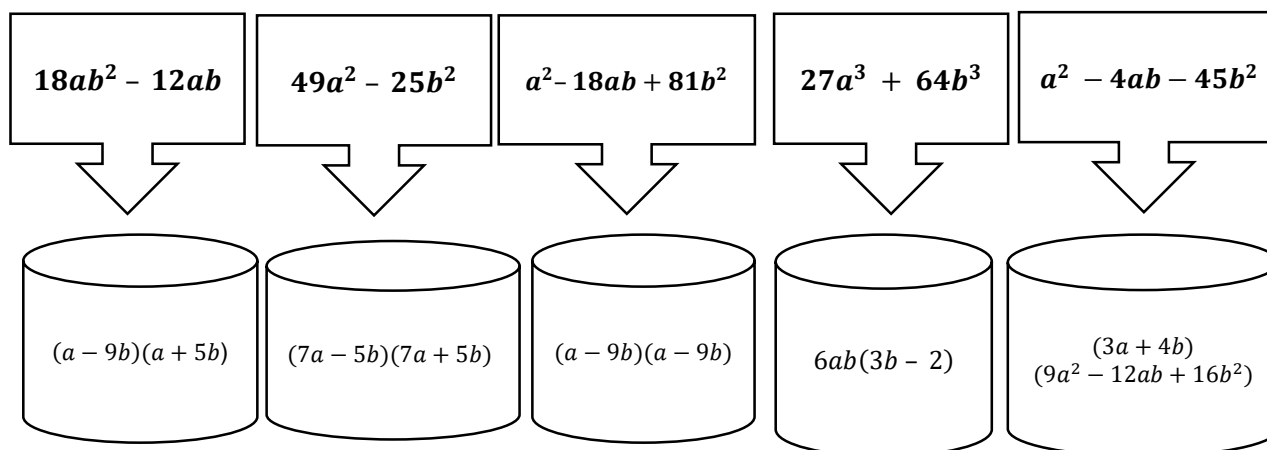 18ab² – 12ab
49a² – 25b²
a² – 18ab + 81b²
27a³ + 64b³
a² − 4ab − 45b²
(a − 9b)(a + 5b)
(7a − 5b)(7a + 5b)
(a − 9b)(a − 9b)
6ab(3b – 2)
(3a + 4b)
(9a² − 12ab + 16b²)